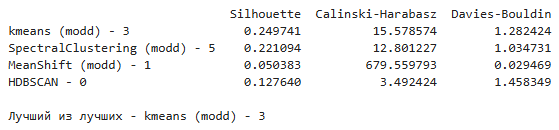 Silhouette Calinski-Harabasz Davies-Bouldin
kmeans (modd) - 3 0.249741 15.578574 1.282424
SpectralClustering (modd) - 5 0.221094 12.801227 1.034731
MeanShift (modd) - 1 0.050383 679.559793 0.029469
HDBSCAN - 0 0.127640 3.492424 1.458349
Лучший из лучших - kmeans (modd) - 3